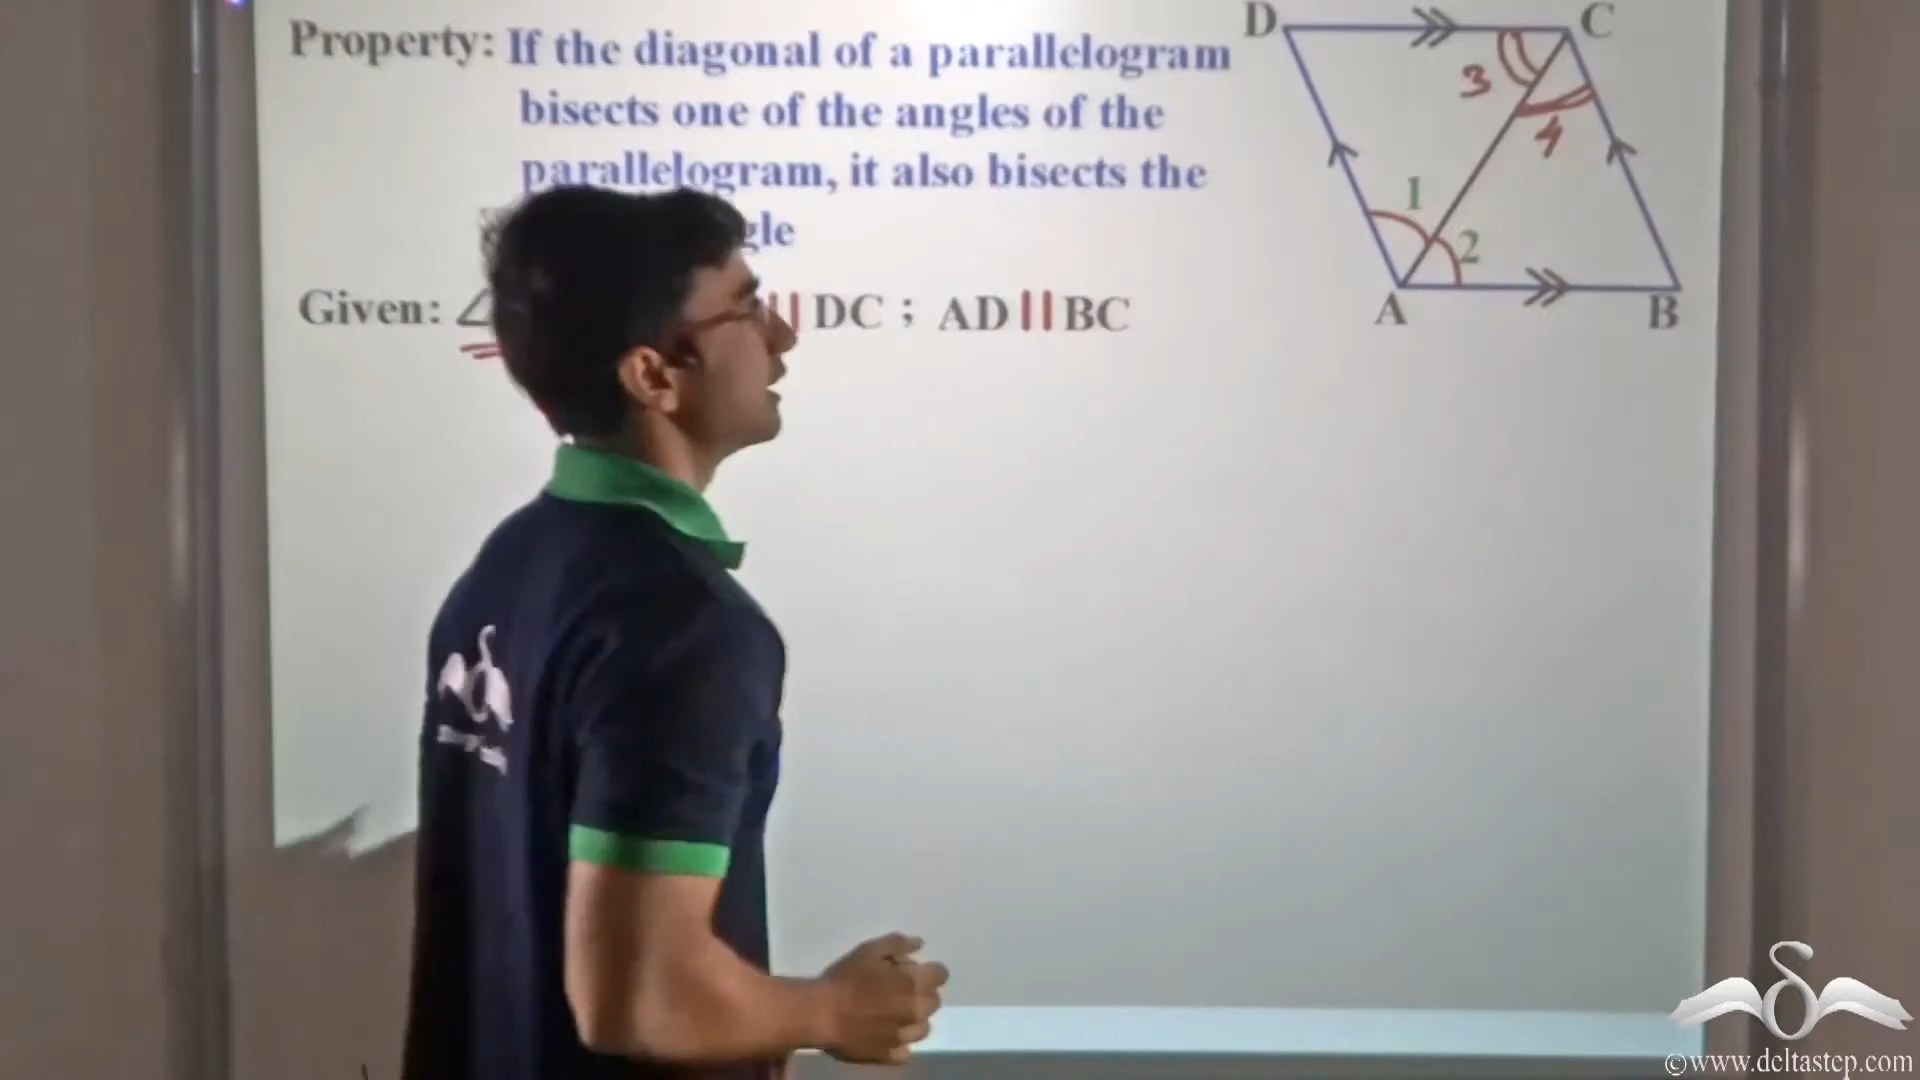 Property: If the diagonal of a parallelogram
bisects one of the angles of the
parallelogram, it also bisects the
Given: ∠ || DC ; AD || BC
D
C
3
4
1
2
A
B
©www.deltastep.com